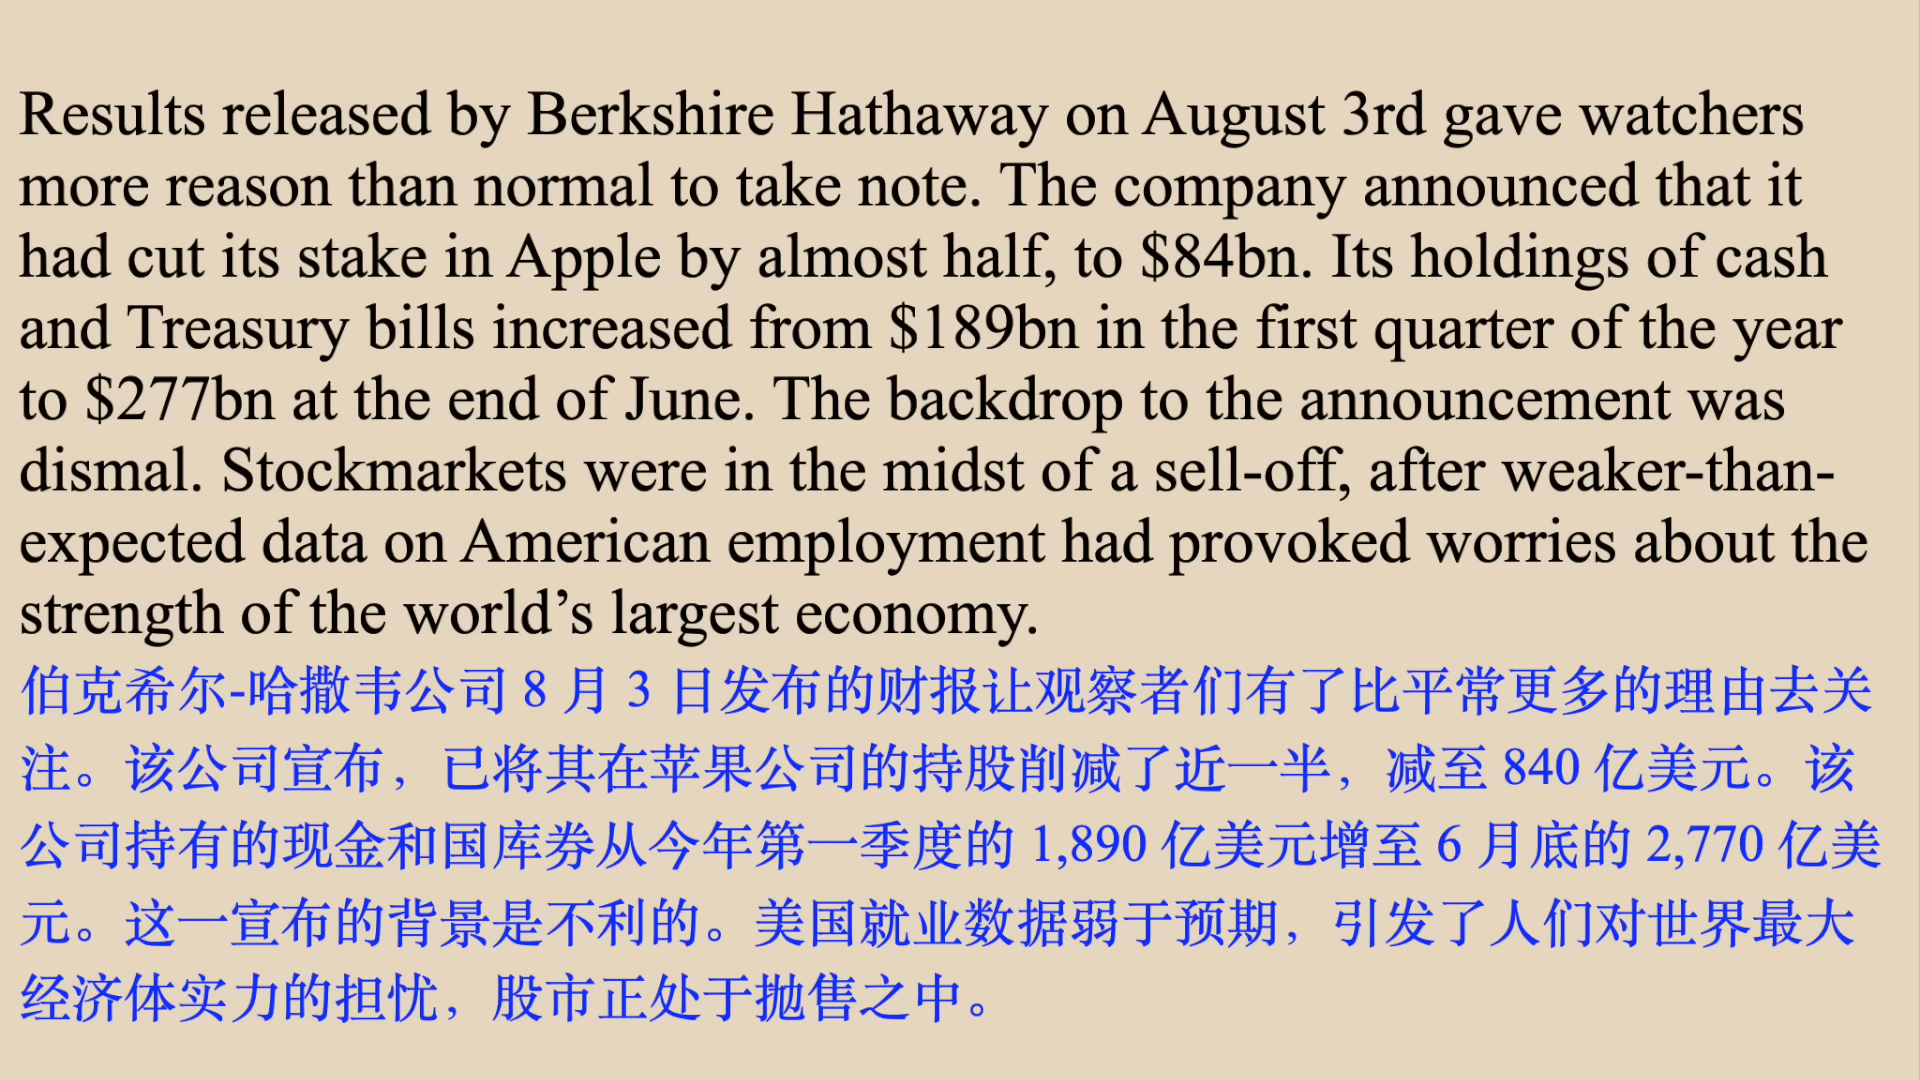 Results released by Berkshire Hathaway on August 3rd gave watchers
more reason than normal to take note. The company announced that it
had cut its stake in Apple by almost half, to $84bn. Its holdings of cash
and Treasury bills increased from $189bn in the first quarter of the year
to $277bn at the end of June. The backdrop to the announcement was
dismal. Stockmarkets were in the midst of a sell-off, after weaker-than-
expected data on American employment had provoked worries about the
strength of the world’s largest economy.
伯克希尔-哈撒韦公司 8 月 3 日发布的财报让观察者们有了比平常更多的理由去关
注。该公司宣布，已将其在苹果公司的持股削减了近一半，减至 840 亿美元。该
公司持有的现金和国库券从今年第一季度的 1,890 亿美元增至 6 月底的 2,770 亿美
元。这一宣布的背景是不利的。美国就业数据弱于预期，引发了人们对世界最大
经济体实力的担忧，股市正处于抛售之中。